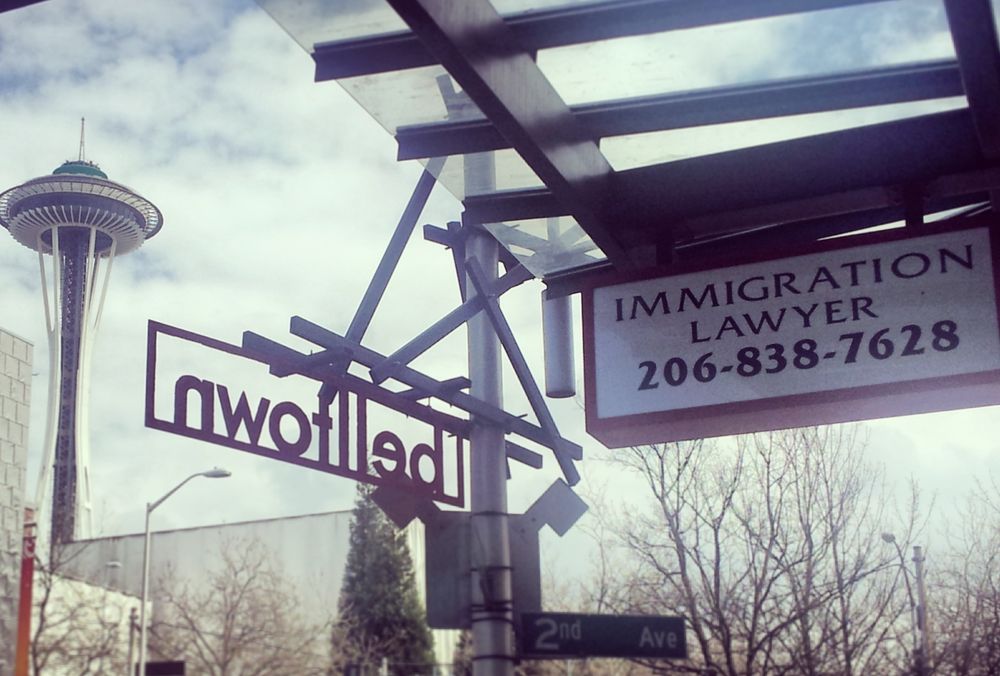 belltown
IMMIGRATION
LAWYER
206-838-7628
2nd Ave